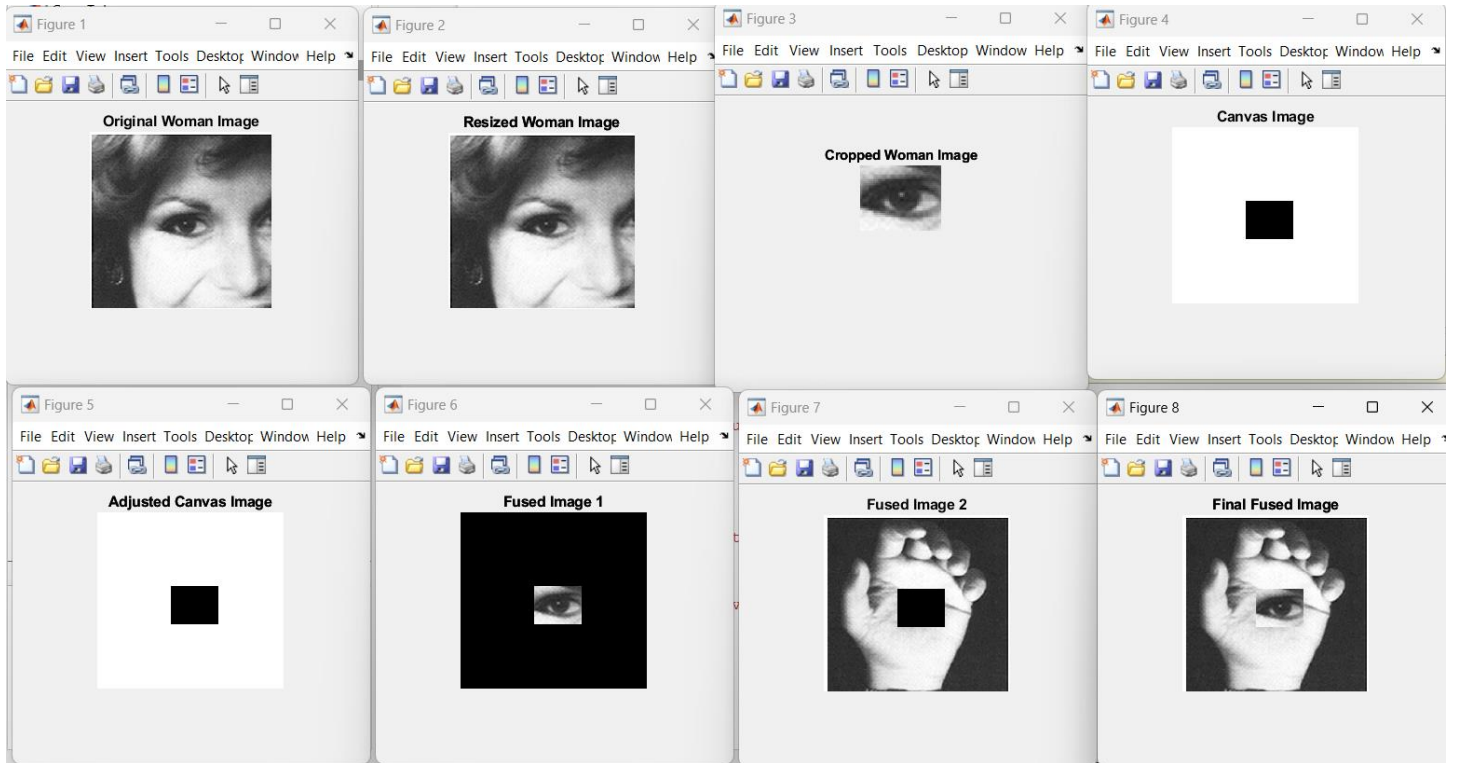 Figure 1
File Edit View Insert Tools Desktop Window Help
Original Woman Image
Figure 2
File Edit View Insert Tools Desktop Window Help
Resized Woman Image
Figure 3
File Edit View Insert Tools Desktop Window Help
Cropped Woman Image
Figure 4
File Edit View Insert Tools Desktop Window Help
Canvas Image
Figure 5
File Edit View Insert Tools Desktop Window Help
Adjusted Canvas Image
Figure 6
File Edit View Insert Tools Desktop Window Help
Fused Image 1
Figure 7
File Edit View Insert Tools Desktop Window Help
Fused Image 2
Figure 8
File Edit View Insert Tools Desktop Window Help
Final Fused Image